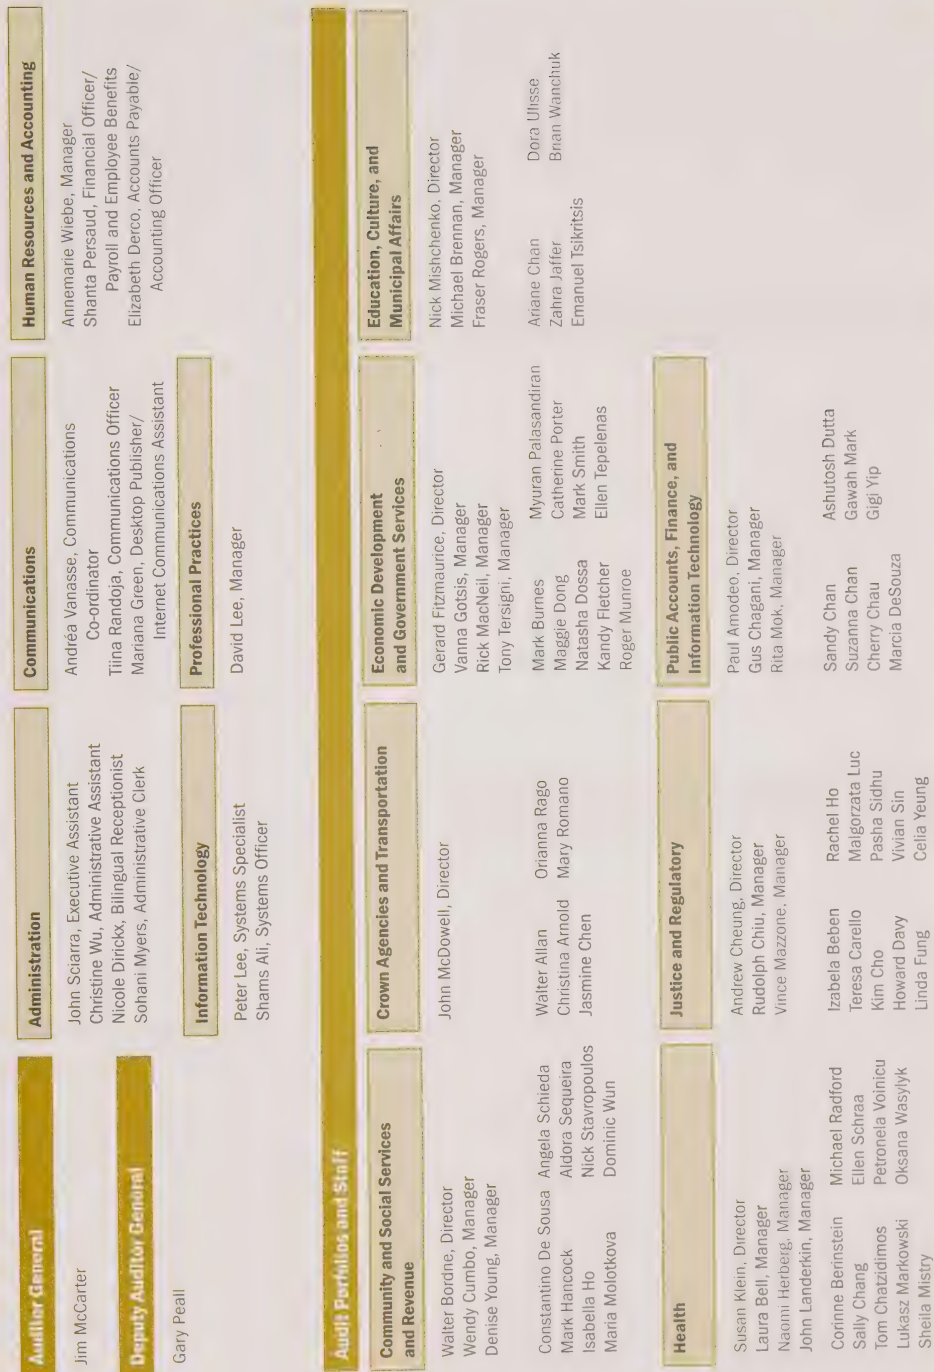 Auditor General
Jim McCarter
Deputy Auditor General
Gary Peall
Administration
John Sciarra, Executive Assistant
Christine Wu, Administrative Assistant
Nicole Dirickx, Bilingual Receptionist
Sohani Myers, Administrative Clerk
Information Technology
Peter Lee, Systems Specialist
Shams Ali, Systems Officer
Communications
Andréa Vanasse, Communications
Co-ordinator
Tiina Randoja, Communications Officer
Mariana Green, Desktop Publisher/
Internet Communications Assistant
Professional Practices
David Lee, Manager
Human Resources and Accounting
Annemarie Wiebe, Manager
Shanta Persaud, Financial Officer/
Payroll and Employee Benefits
Elizabeth Derco, Accounts Payable/
Accounting Officer
Audit Portfolios and Staff
Community and Social Services
and Revenue
Walter Bordne, Director
Wendy Cumbo, Manager
Denise Young, Manager
Constantino De Sousa Angela Schieda
Mark Hancock Aldora Sequeira
Isabella Ho Nick Stavropoulos
Maria Molotkova Dominic Wun
Crown Agencies and Transportation
John McDowell, Director
Walter Allan Orianna Rago
Christina Arnold Mary Romano
Jasmine Chen
Economic Development
and Government Services
Gerard Fitzmaurice, Director
Vanna Gotsis, Manager
Rick MacNeil, Manager
Tony Tersigni, Manager
Mark Burnes Myuran Palasandiran
Maggie Dong Catherine Porter
Natasha Dossa Mark Smith
Kandy Fletcher Ellen Tepelenas
Roger Munroe
Education, Culture, and
Municipal Affairs
Nick Mishchenko, Director
Michael Brennan, Manager
Fraser Rogers, Manager
Ariane Chan Dora Ulisse
Zahra Jaffer Brian Wanchuk
Emanuel Tsikritsis
Health
Susan Klein, Director
Laura Bell, Manager
Naomi Herberg, Manager
John Landerkin, Manager
Corinne Berinstein Michael Radford
Sally Chang Ellen Schraa
Tom Chatzidimos Petronela Voinicu
Lukasz Markowski Oksana Wasylyk
Sheila Mistry
Justice and Regulatory
Andrew Cheung, Director
Rudolph Chiu, Manager
Vince Mazzone, Manager
Izabela Beben Rachel Ho
Teresa Carello Malgorzata Luc
Kim Cho Pasha Sidhu
Howard Davy Vivian Sin
Linda Fung Celia Yeung
Public Accounts, Finance, and
Information Technology
Paul Amodeo, Director
Gus Chagani, Manager
Rita Mok, Manager
Sandy Chan Ashutosh Dutta
Suzanna Chan Gawah Mark
Cherry Chau Gigi Yip
Marcia DeSouza